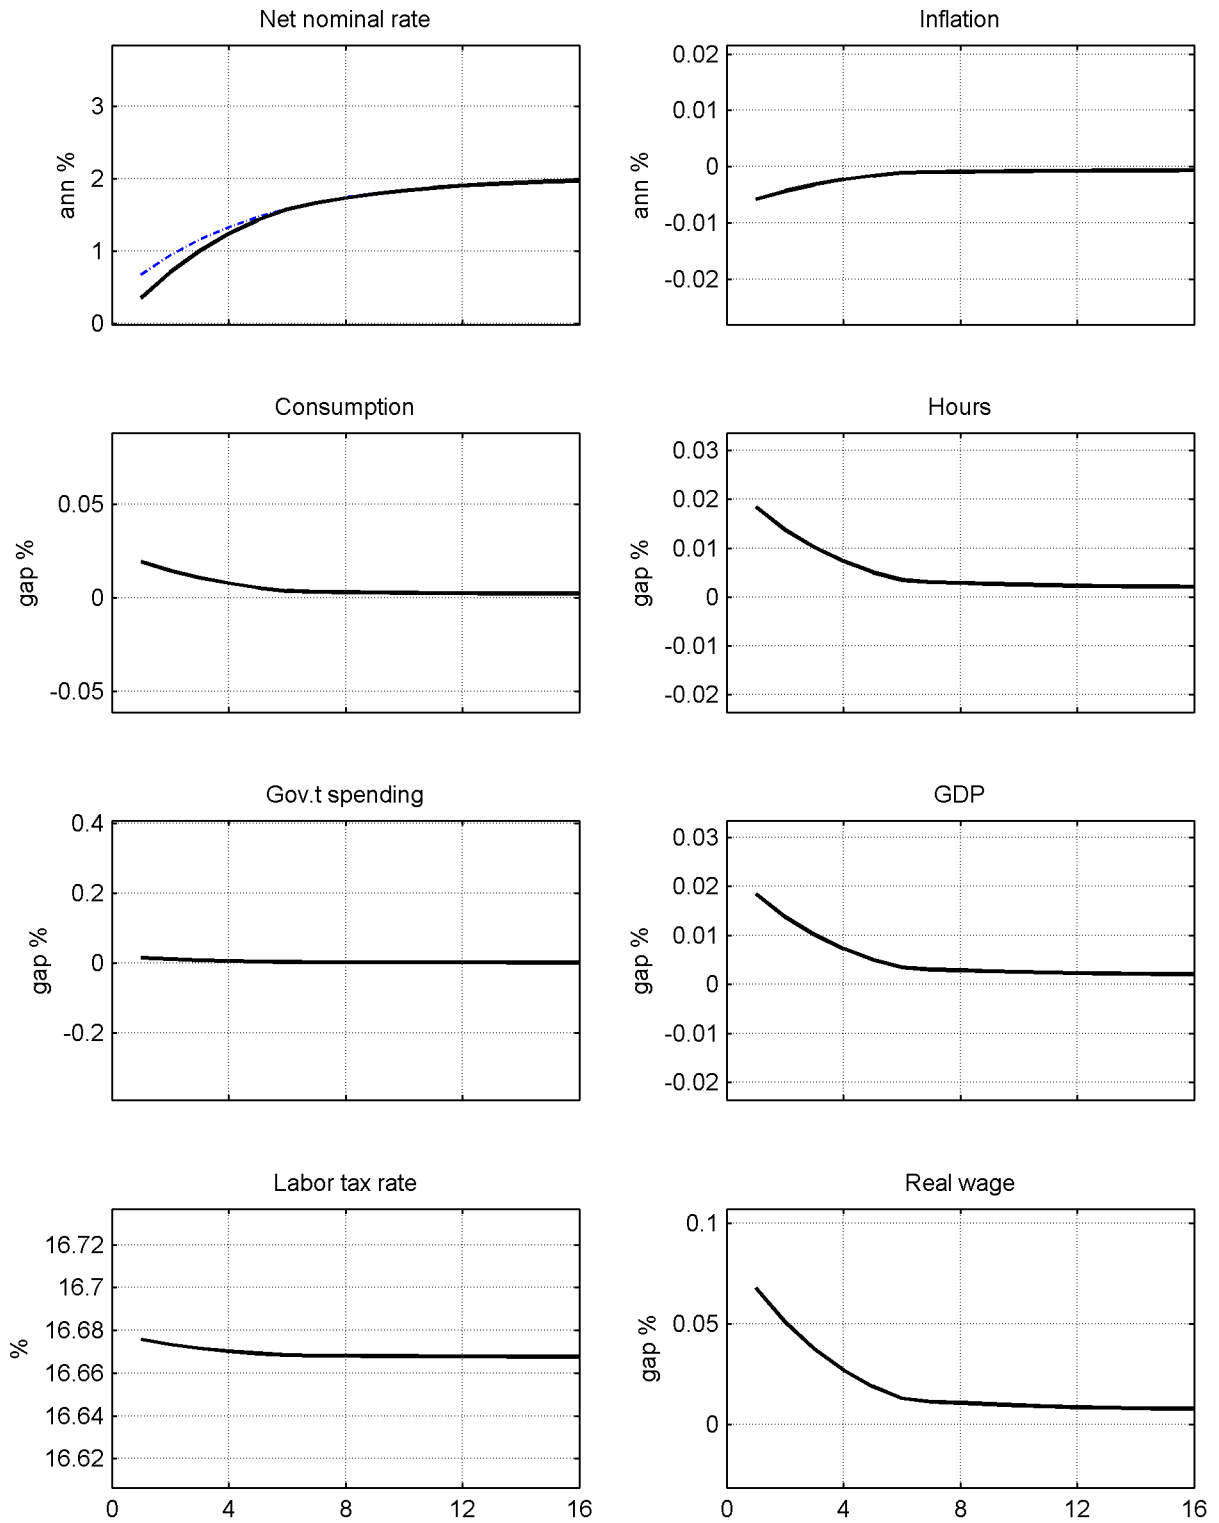 Net nominal rate
ann %
3
2
1
0
Inflation
ann %
0.02
0.01
0
-0.01
-0.02
Consumption
gap %
0.05
0
-0.05
Hours
gap %
0.03
0.02
0.01
0
-0.01
-0.02
Gov.t spending
gap %
0.4
0.2
0
-0.2
GDP
gap %
0.03
0.02
0.01
0
-0.01
-0.02
Labor tax rate
%
16.72
16.7
16.68
16.66
16.64
16.62
0 4 8 12 16
Real wage
gap %
0.1
0.05
0
0 4 8 12 16